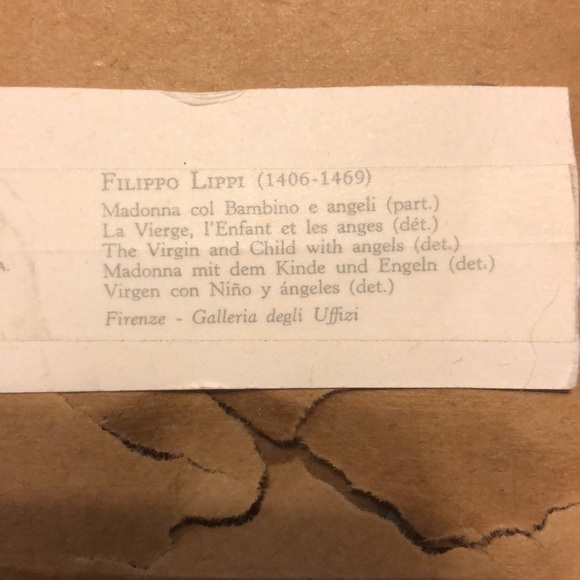 FILIPPO LIPPI (1406-1469)
Madonna col Bambino e angeli (part.)
La Vierge, l'Enfant et les anges (dét.)
The Virgin and Child with angels (det.)
A.
Madonna mit dem Kinde und Engeln (det.)
Virgen con Niño y ángeles (det.)
Firenze - Galleria degli Uffizi